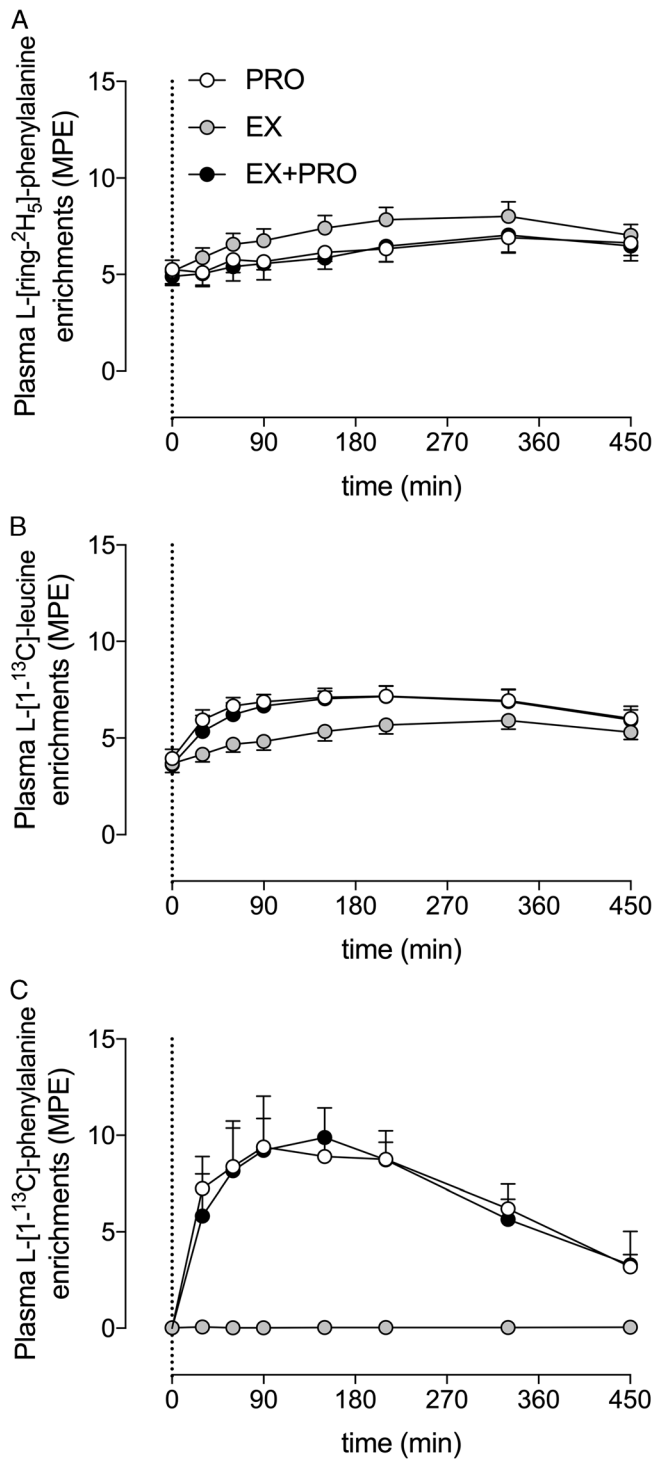 A
Plasma L-[ring-²H₅]-phenylalanine
enrichments (MPE)
15
10
5
0
PRO
EX
EX+PRO
0 90 180 270 360 450
time (min)
B
Plasma L-[1-¹³C]-leucine
enrichments (MPE)
15
10
5
0
0 90 180 270 360 450
time (min)
C
Plasma L-[1-¹³C]-phenylalanine
enrichments (MPE)
15
10
5
0
0 90 180 270 360 450
time (min)